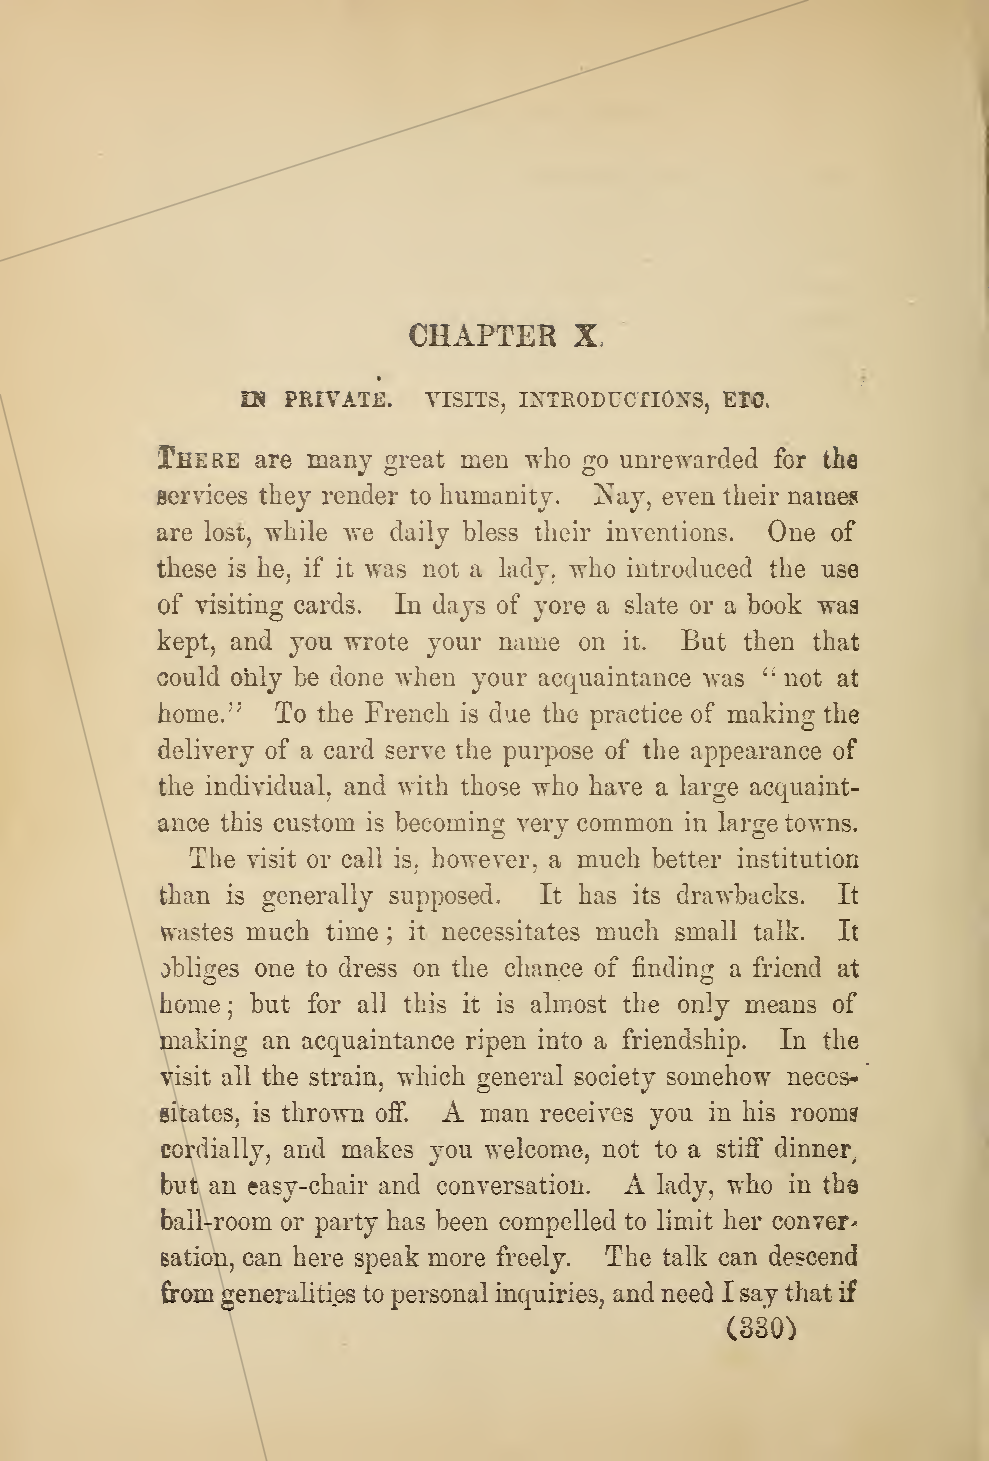 CHAPTER X.
IN PRIVATE. VISITS, INTRODUCTIONS, ETC.
THERE are many great men who go unrewarded for the
services they render to humanity. Nay, even their names
are lost, while we daily bless their inventions. One of
these is he, if it was not a lady, who introduced the use
of visiting cards. In days of yore a slate or a book was
kept, and you wrote your name on it. But then that
could only be done when your acquaintance was “ not at
home.” To the French is due the practice of making the
delivery of a card serve the purpose of the appearance of
the individual, and with those who have a large acquaint-
ance this custom is becoming very common in large towns.
The visit or call is, however, a much better institution
than is generally supposed. It has its drawbacks. It
wastes much time ; it necessitates much small talk. It
obliges one to dress on the chance of finding a friend at
home ; but for all this it is almost the only means of
making an acquaintance ripen into a friendship. In the
visit all the strain, which general society somehow neces-
sitates, is thrown off. A man receives you in his rooms
cordially, and makes you welcome, not to a stiff dinner,
but an easy-chair and conversation. A lady, who in the
ball-room or party has been compelled to limit her conver-
sation, can here speak more freely. The talk can descend
from generalities to personal inquiries, and need I say that if
(330)